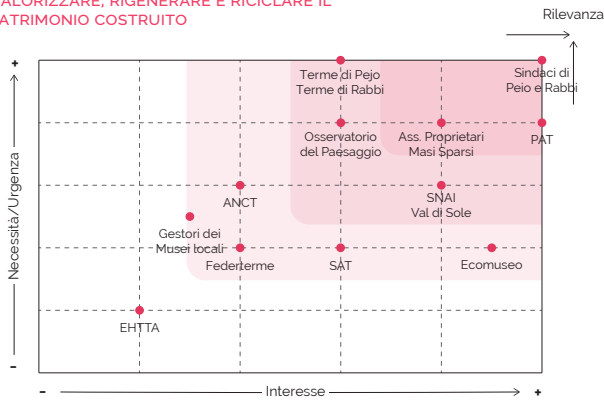 VALORIZZARE, RIGENERARE E RICICLARE IL
PATRIMONIO COSTRUITO
Rilevanza
+
Terme di Pejo
Terme di Rabbi
Sindaci di
Peio e Rabbi
Osservatorio
del Paesaggio
Ass. Proprietari
Masi Sparsi
PAT
ANCT
SNAI
Val di Sole
Gestori dei
Musei locali
Federterme
SAT
Ecomuseo
EHTTA
Necessità/Urgenza
-
- Interesse +